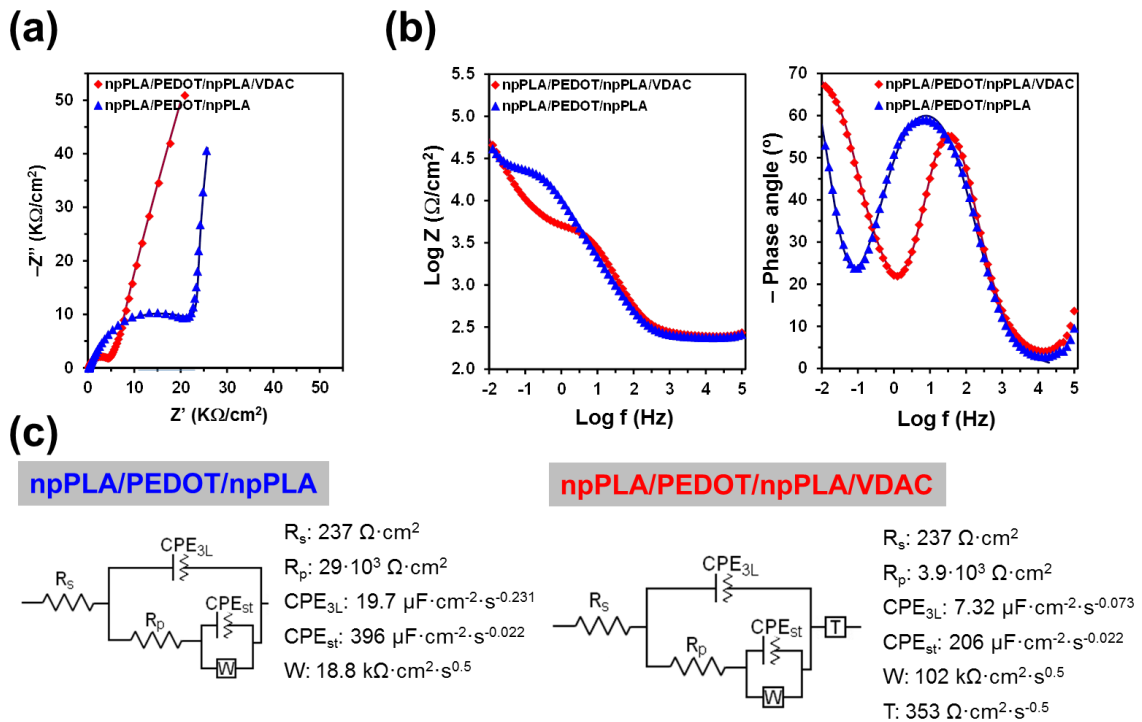 (a)
npPLA/PEDOT/npPLA/VDAC
npPLA/PEDOT/npPLA
50
40
30
20
10
0
0 10 20 30 40 50
–Z'' (KΩ/cm²)
Z' (KΩ/cm²)
(b)
npPLA/PEDOT/npPLA/VDAC
npPLA/PEDOT/npPLA
5.5
5.0
4.5
4.0
3.5
3.0
2.5
2.0
-2 -1 0 1 2 3 4 5
Log Z (Ω/cm²)
Log f (Hz)
npPLA/PEDOT/npPLA/VDAC
npPLA/PEDOT/npPLA
70
60
50
40
30
20
10
0
-2 -1 0 1 2 3 4 5
– Phase angle (º)
Log f (Hz)
(c)
npPLA/PEDOT/npPLA
Rₛ
CPE₃L
Rₚ
CPEₛₜ
W
Rₛ: 237 Ω·cm²
Rₚ: 29·10³ Ω·cm²
CPE₃L: 19.7 µF·cm⁻²·s⁻⁰·²³¹
CPEₛₜ: 396 µF·cm⁻²·s⁻⁰·⁰²²
W: 18.8 kΩ·cm²·s⁰·⁵
npPLA/PEDOT/npPLA/VDAC
Rₛ
CPE₃L
Rₚ
CPEₛₜ
W
T
Rₛ: 237 Ω·cm²
Rₚ: 3.9·10³ Ω·cm²
CPE₃L: 7.32 µF·cm⁻²·s⁻⁰·⁰⁷³
CPEₛₜ: 206 µF·cm⁻²·s⁻⁰·⁰²²
W: 102 kΩ·cm²·s⁰·⁵
T: 353 Ω·cm²·s⁻⁰·⁵